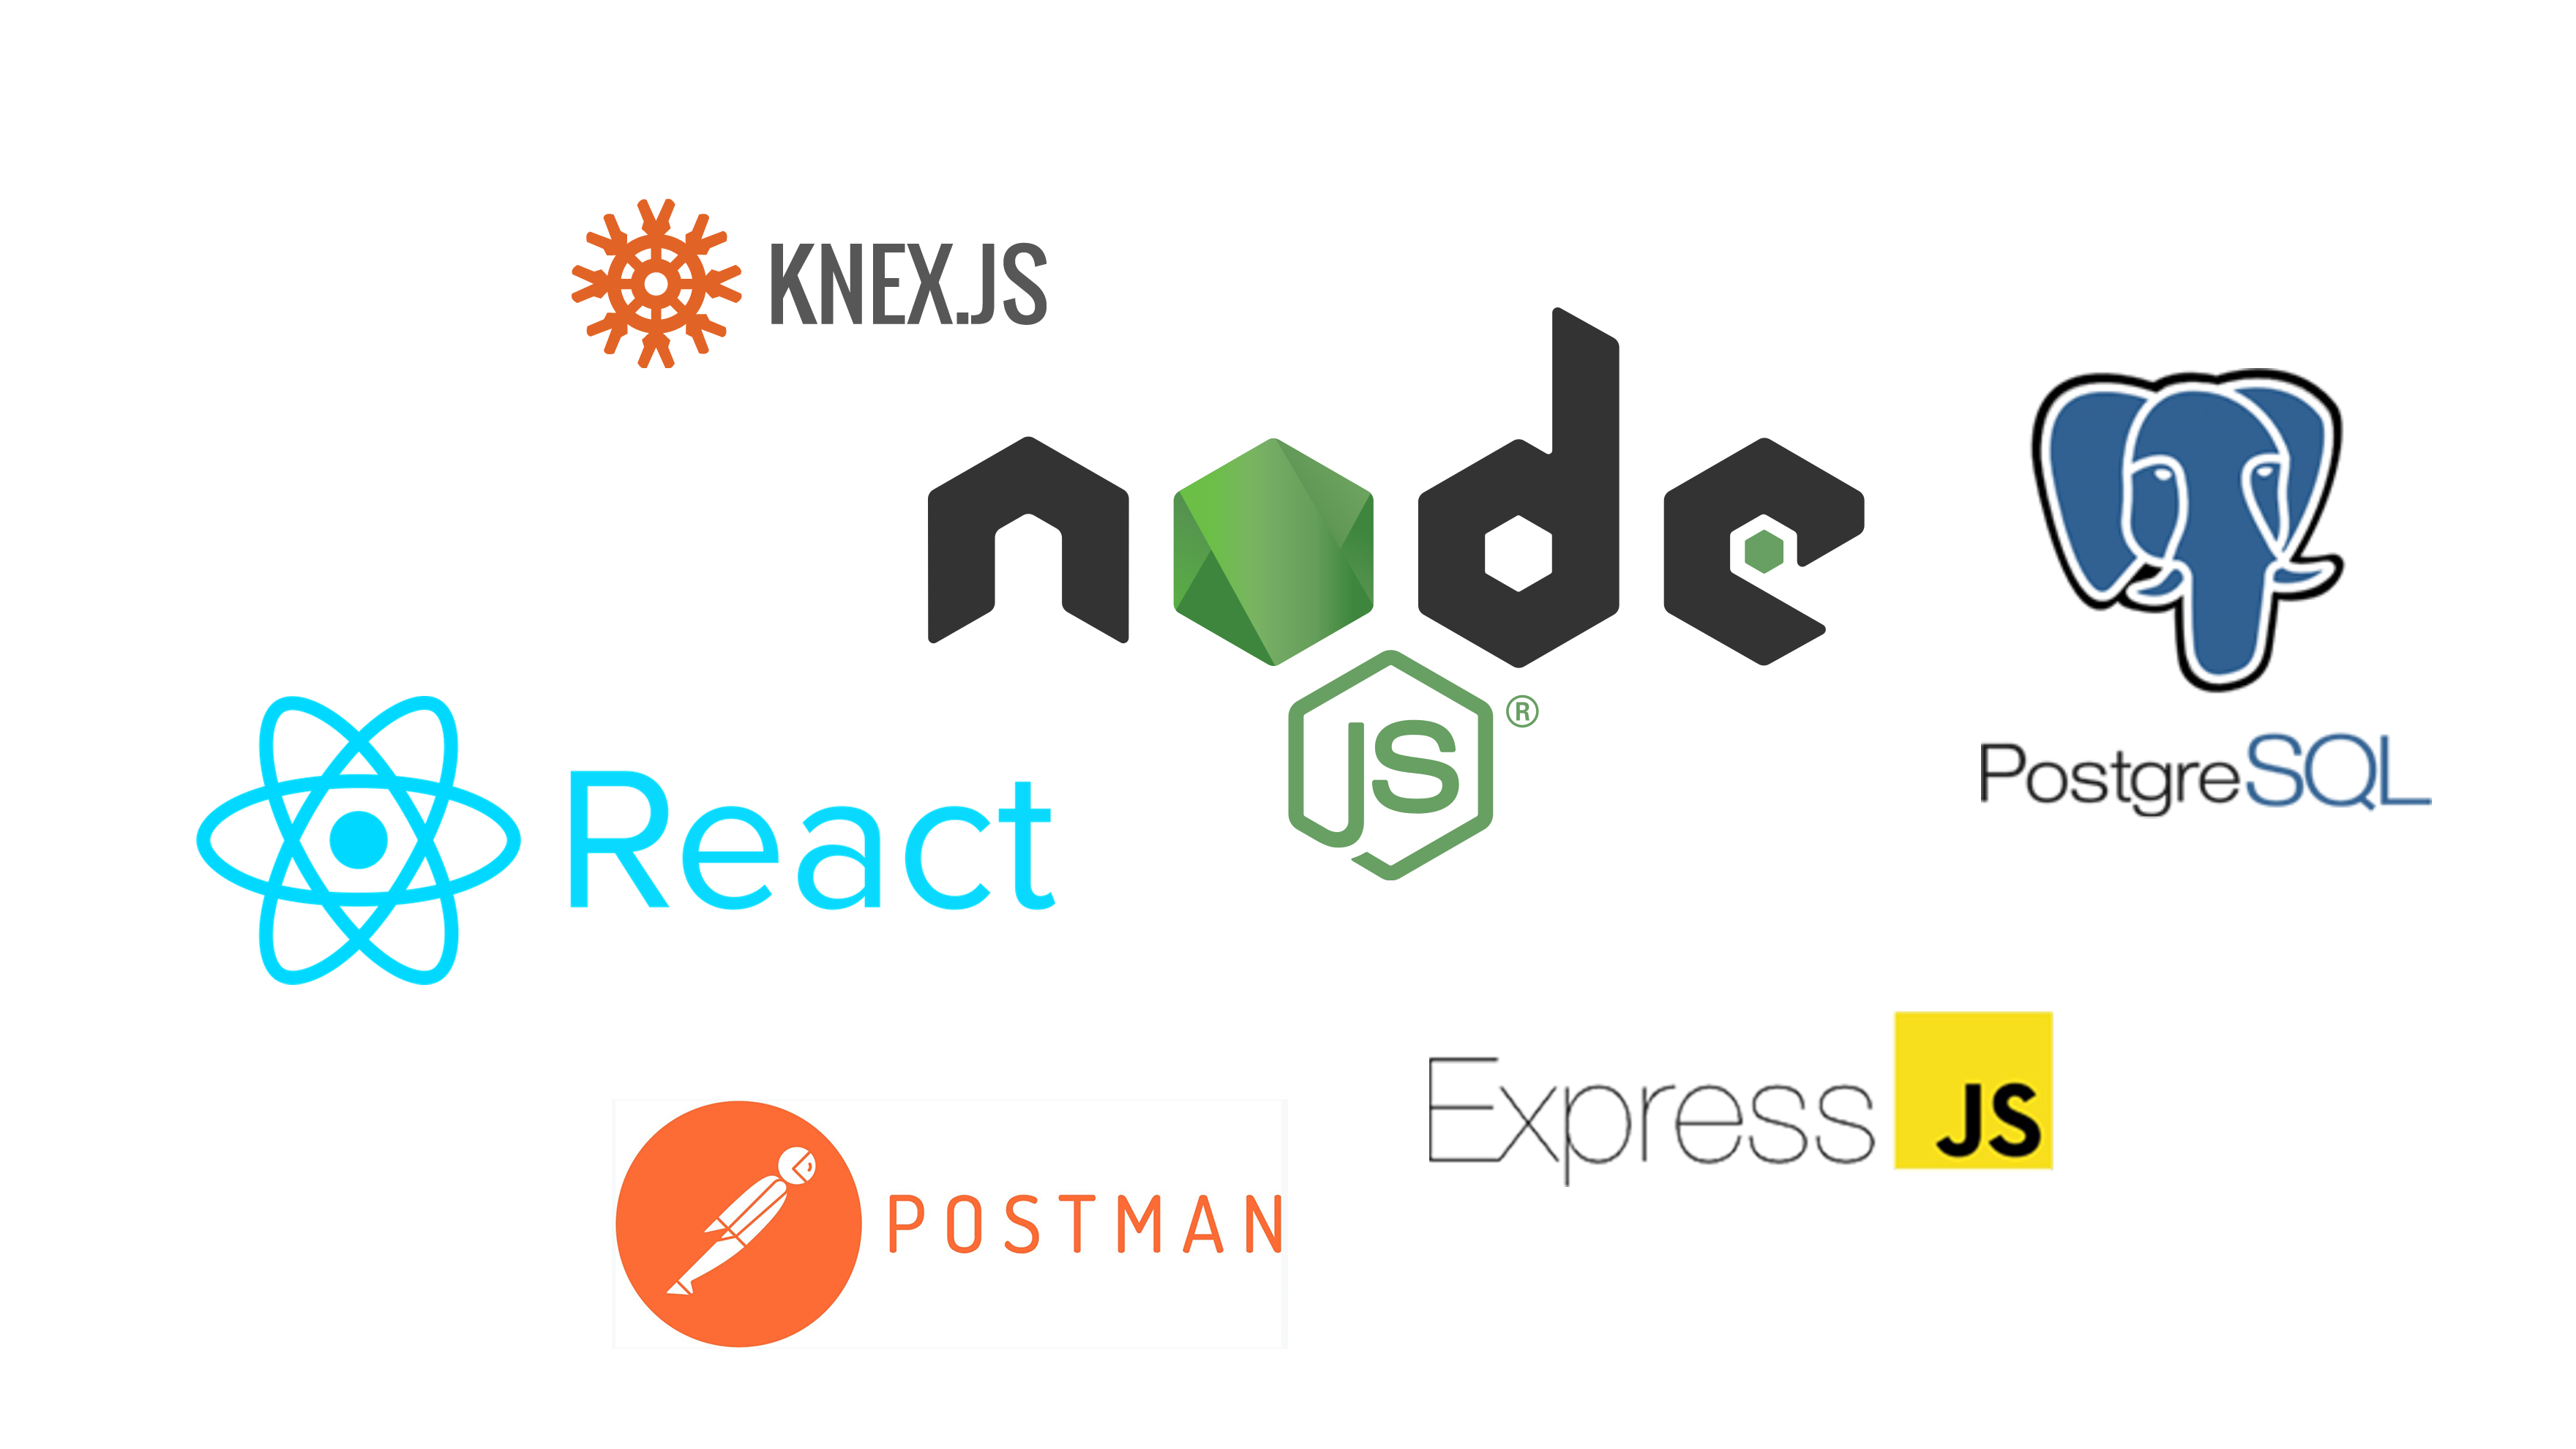 KNEX.JS
node
JS ®
PostgreSQL
React
Express JS
POSTMAN